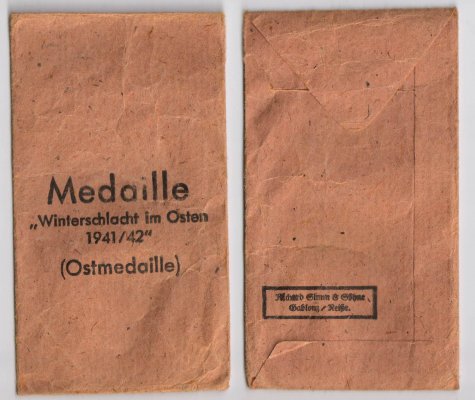 Medaille
„Winterschlacht im Osten
1941/42“
(Ostmedaille)
Richard Simm & Söhne
Gablonz / Neiße.